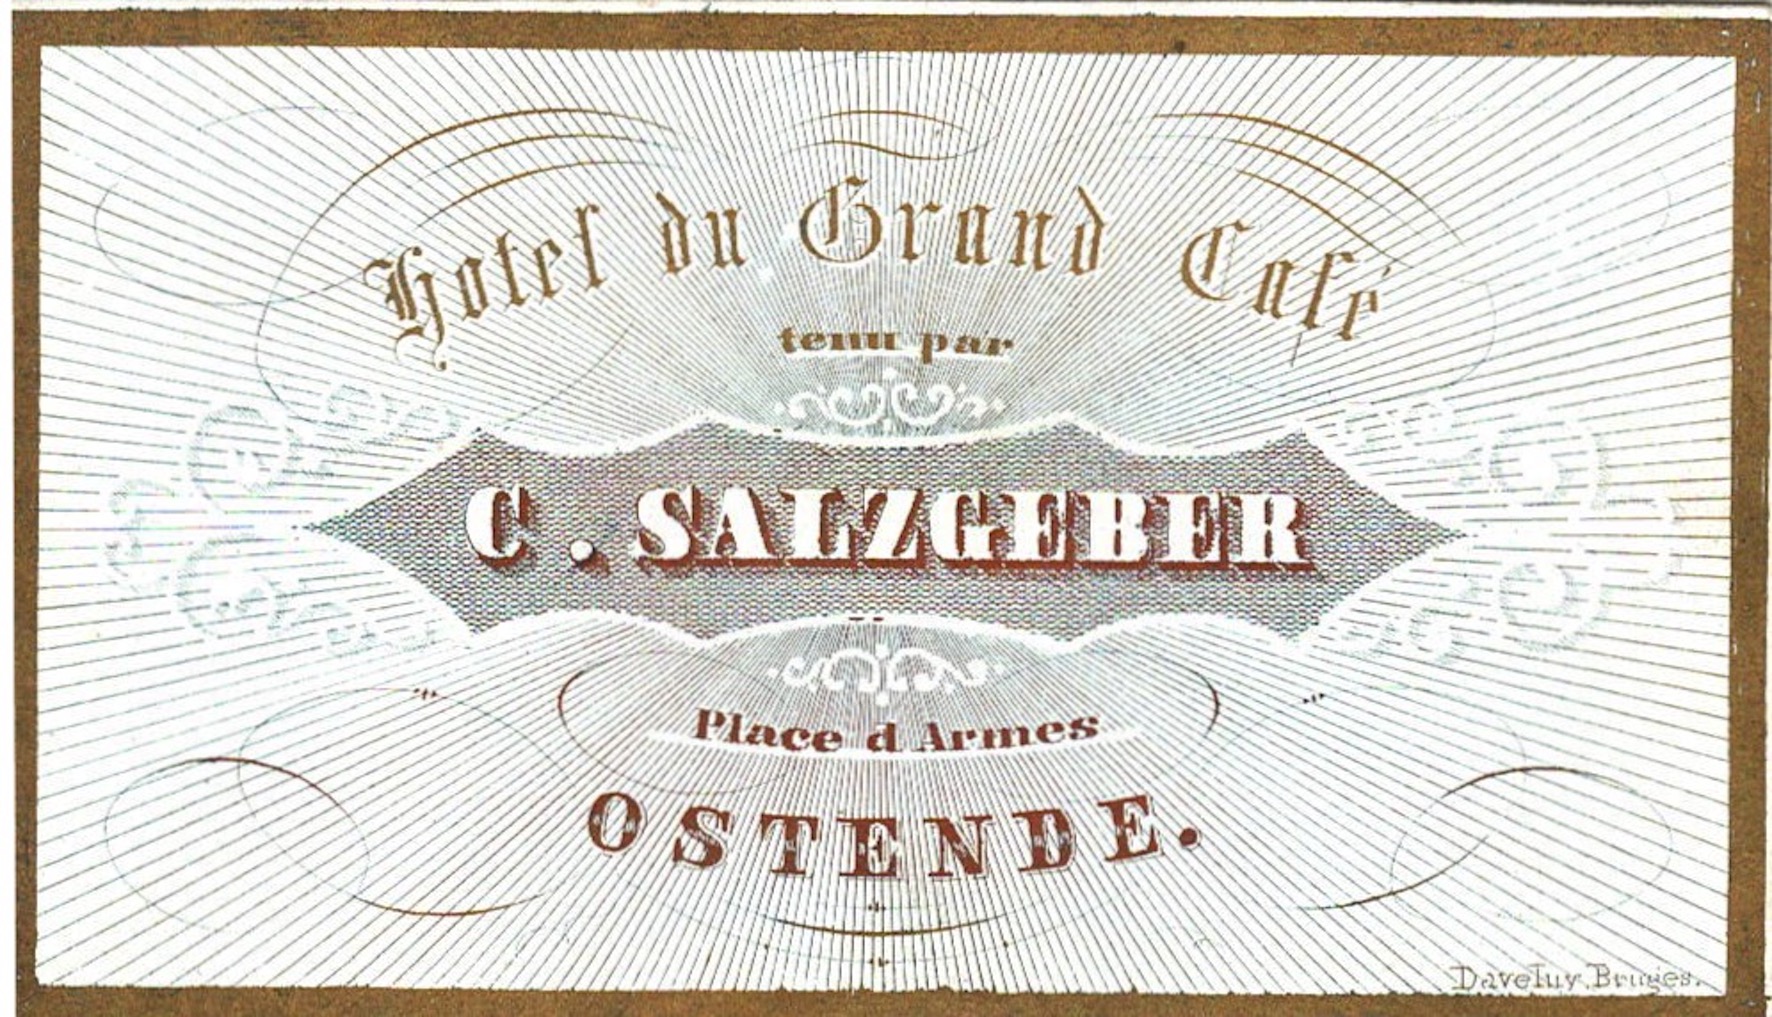 Hotel du Grand Café
tenu par
C. SALZGEBER
Place d'Armes
OSTENDE.
Daveluy, Bruges.